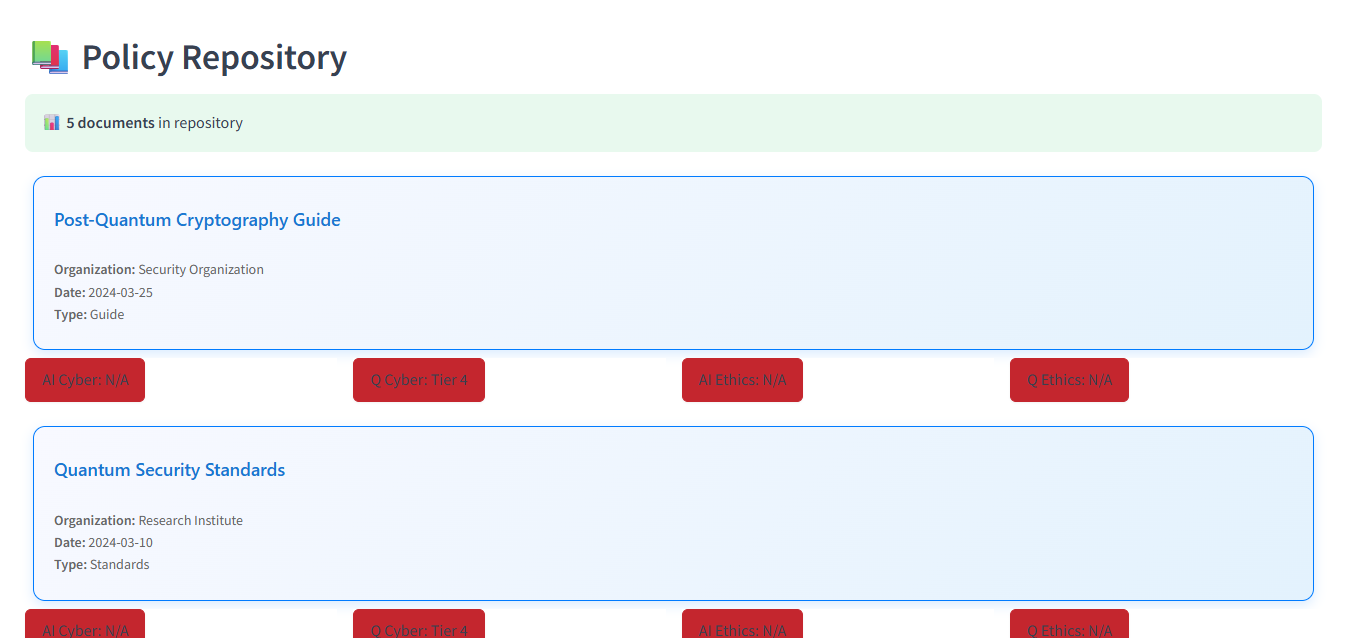 Policy Repository
5 documents in repository
Post-Quantum Cryptography Guide
Organization: Security Organization
Date: 2024-03-25
Type: Guide
AI Cyber: N/A
Q Cyber: Tier 4
AI Ethics: N/A
Q Ethics: N/A
Quantum Security Standards
Organization: Research Institute
Date: 2024-03-10
Type: Standards
AI Cyber: N/A
Q Cyber: Tier 4
AI Ethics: N/A
Q Ethics: N/A